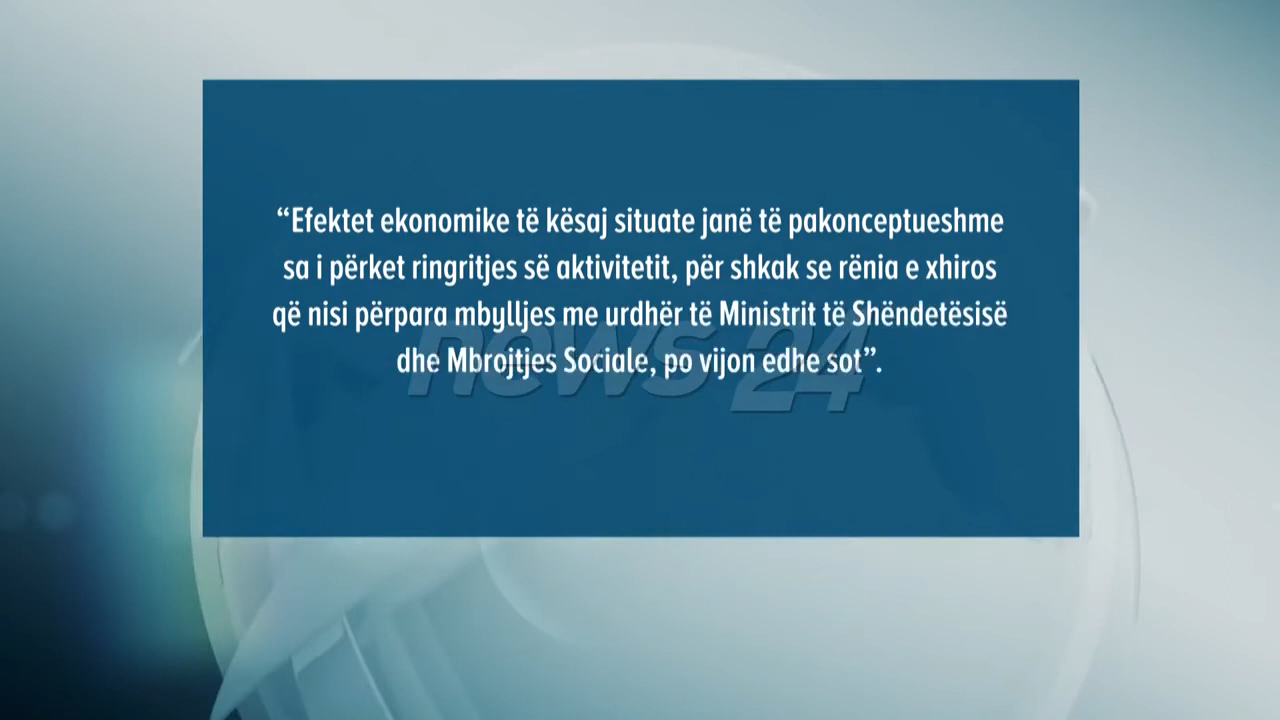 “Efektet ekonomike të kësaj situate janë të pakonceptueshme
sa i përket ringritjes së aktivitetit, për shkak se rënia e xhiros
që nisi përpara mbylljes me urdhër të Ministrit të Shëndetësisë
dhe Mbrojtjes Sociale, po vijon edhe sot”.
news 24